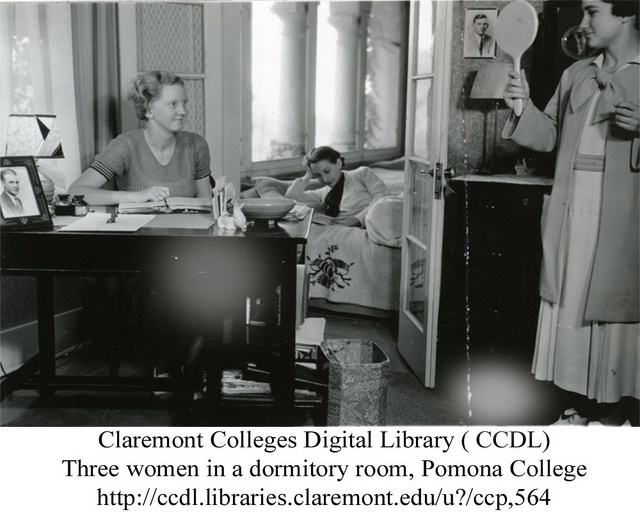 Claremont Colleges Digital Library ( CCDL)
Three women in a dormitory room, Pomona College
http://ccdl.libraries.claremont.edu/u?/ccp,564